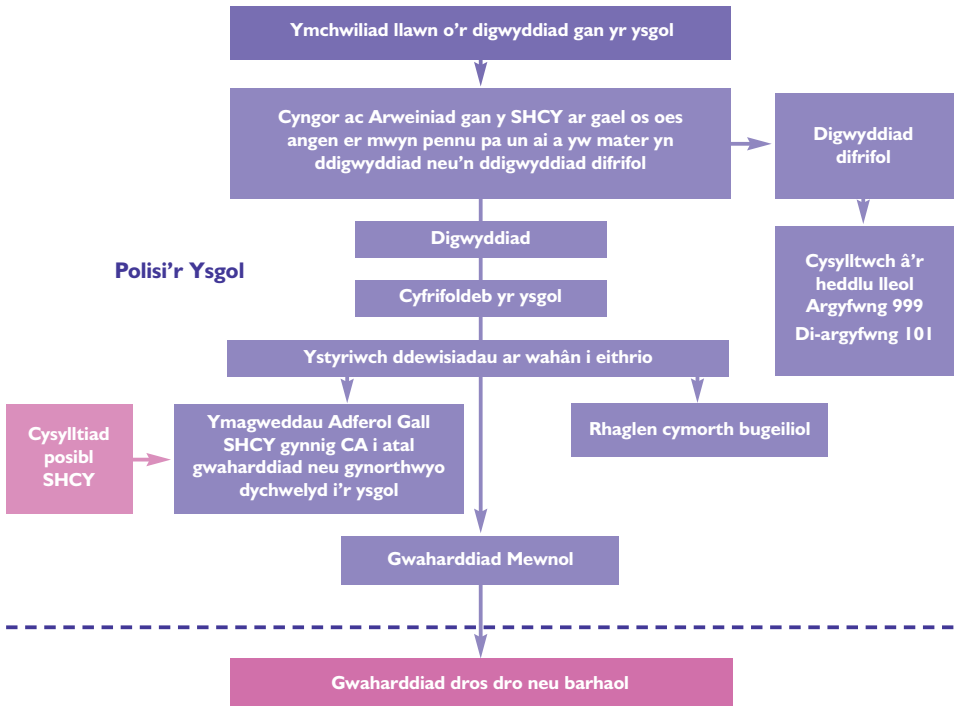 Ymchwiliad llawn o’r digwyddiad gan yr ysgol
Cyngor ac Arweiniad gan y SHCY ar gael os oes
angen er mwyn pennu pa un ai a yw mater yn
ddigwyddiad neu’n ddigwyddiad difrifol
Digwyddiad
difrifol
Digwyddiad
Cysylltwch â’r
heddlu lleol
Argyfwng 999
Di-argyfwng 101
Polisi’r Ysgol
Cyfrifoldeb yr ysgol
Ystyriwch ddewisiadau ar wahân i eithrio
Cysylltiad
posibl
SHCY
Ymagweddau Adferol Gall
SHCY gynnig CA i atal
gwaharddiad neu gynorthwyo
dychwelyd i’r ysgol
Rhaglen cymorth bugeiliol
Gwaharddiad Mewnol
Gwaharddiad dros dro neu barhaol